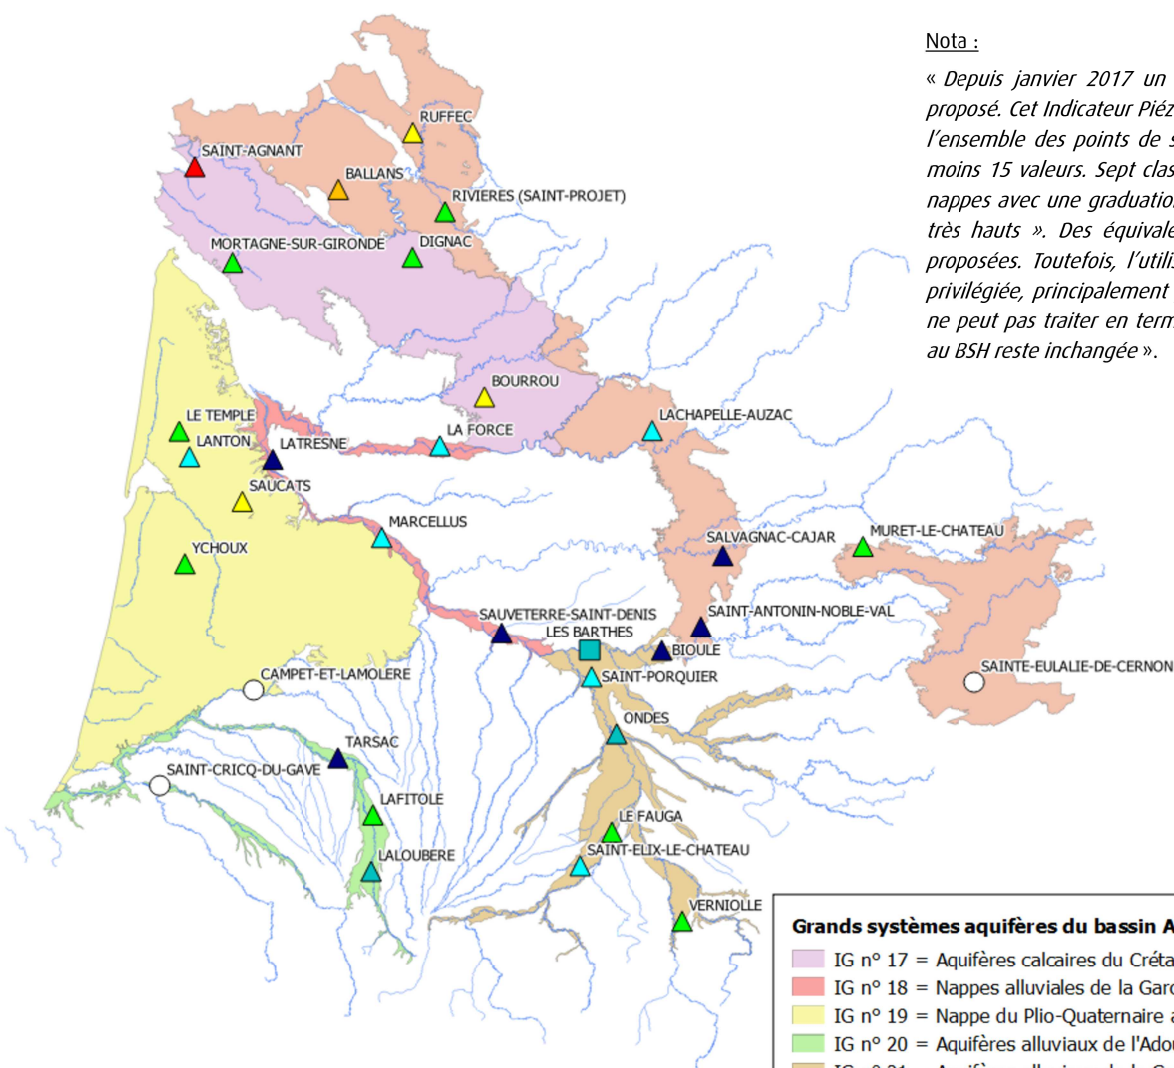 Nota :
« Depuis janvier 2017 un
proposé. Cet Indicateur Piéz
l'ensemble des points de s
moins 15 valeurs. Sept clas
nappes avec une graduation
très hauts ». Des équivale
proposées. Toutefois, l'utilis
privilégiée, principalement
ne peut pas traiter en term
au BSH reste inchangée ».
RUFFEC
SAINT-AGNANT
BALLANS
RIVIERES (SAINT-PROJET)
MORTAGNE-SUR-GIRONDE
DIGNAC
BOURROU
LE TEMPLE
LACHAPELLE-AUZAC
LANTON
LATRESNE
LA FORCE
SAUCATS
MARCELLUS
MURET-LE-CHATEAU
SALVAGNAC-CAJAR
YCHOUX
SAUVETERRE-SAINT-DENIS
SAINT-ANTONIN-NOBLE-VAL
LES BARTHES
BIOULE
SAINTE-EULALIE-DE-CERNON
CAMPET-ET-LAMOLERE
SAINT-PORQUIER
ONDES
TARSAC
SAINT-CRICQ-DU-GAVE
LAFITOLE
LE FAUGA
LALOUBERE
SAINT-ELIX-LE-CHATEAU
VERNIOLLE
Grands systèmes aquifères du bassin A
IG n° 17 = Aquifères calcaires du Créta
IG n° 18 = Nappes alluviales de la Garo
IG n° 19 = Nappe du Plio-Quaternaire a
IG n° 20 = Aquifères alluviaux de l'Adou